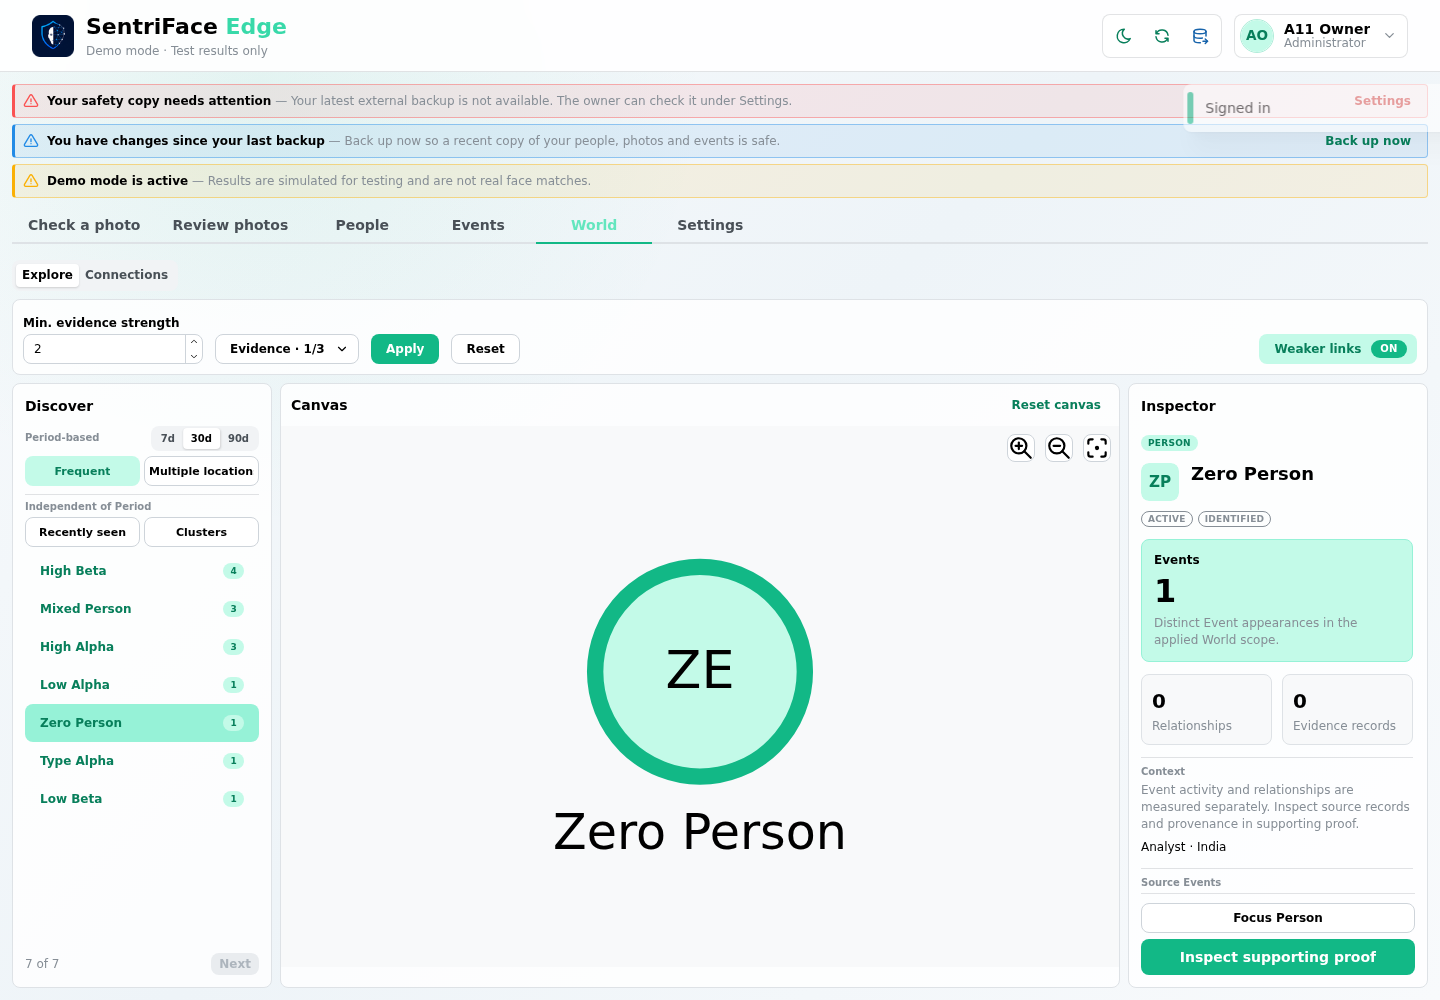 SentriFace Edge
Demo mode · Test results only
AO
A11 Owner
Administrator
Your safety copy needs attention — Your latest external backup is not available. The owner can check it under Settings.
Settings
Signed in
You have changes since your last backup — Back up now so a recent copy of your people, photos and events is safe.
Back up now
Demo mode is active — Results are simulated for testing and are not real face matches.
Check a photo
Review photos
People
Events
World
Settings
Explore
Connections
Min. evidence strength
2
Evidence · 1/3
Apply
Reset
Weaker links ON
Discover
Period-based
7d
30d
90d
Frequent
Multiple location
Independent of Period
Recently seen
Clusters
High Beta 4
Mixed Person 3
High Alpha 3
Low Alpha 1
Zero Person 1
Type Alpha 1
Low Beta 1
7 of 7
Next
Canvas
Reset canvas
ZE
Zero Person
Inspector
PERSON
ZP
Zero Person
ACTIVE
IDENTIFIED
Events
1
Distinct Event appearances in the
applied World scope.
0
Relationships
0
Evidence records
Context
Event activity and relationships are
measured separately. Inspect source records
and provenance in supporting proof.
Analyst · India
Source Events
Focus Person
Inspect supporting proof